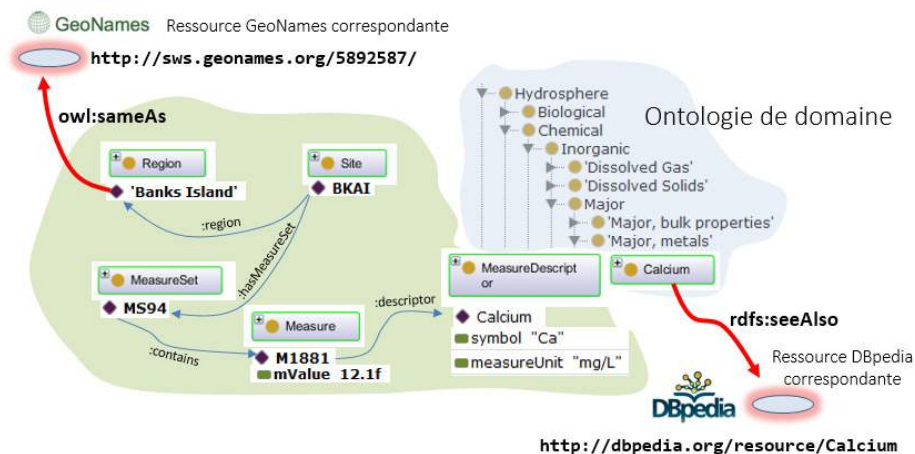 GeoNames Ressource GeoNames correspondante
http://sws.geonames.org/5892587/
owl:sameAs
Hydrosphere
Biological
Chemical
Inorganic
'Dissolved Gas'
'Dissolved Solids'
Major
'Major, bulk properties'
'Major, metals'
Ontologie de domaine
Region
'Banks Island'
Site
BKAI
:region
:hasMeasureSet
MeasureSet
MS94
:contains
Measure
M1881
mValue 12.1f
:descriptor
MeasureDescript
or
Calcium
symbol "Ca"
measureUnit "mg/L"
Calcium
rdfs:seeAlso
Ressource DBpedia
correspondante
DBpedia
http://dbpedia.org/resource/Calcium